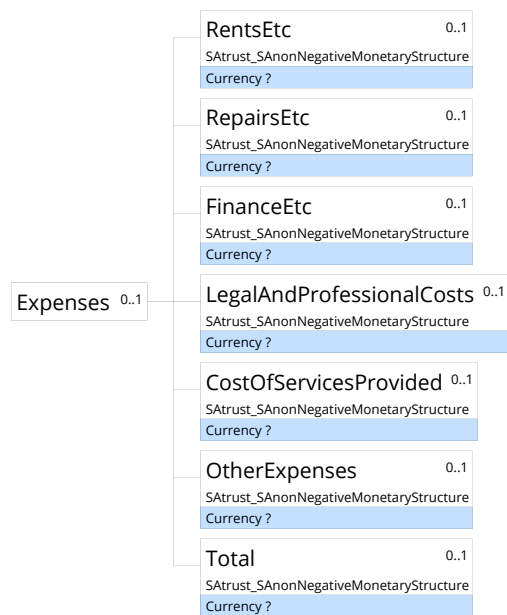 RentsEtc 0..1
SAtrust_SAnonNegativeMonetaryStructure
Currency ?
RepairsEtc 0..1
SAtrust_SAnonNegativeMonetaryStructure
Currency ?
FinanceEtc 0..1
SAtrust_SAnonNegativeMonetaryStructure
Currency ?
Expenses 0..1
LegalAndProfessionalCosts 0..1
SAtrust_SAnonNegativeMonetaryStructure
Currency ?
CostOfServicesProvided 0..1
SAtrust_SAnonNegativeMonetaryStructure
Currency ?
OtherExpenses 0..1
SAtrust_SAnonNegativeMonetaryStructure
Currency ?
Total 0..1
SAtrust_SAnonNegativeMonetaryStructure
Currency ?